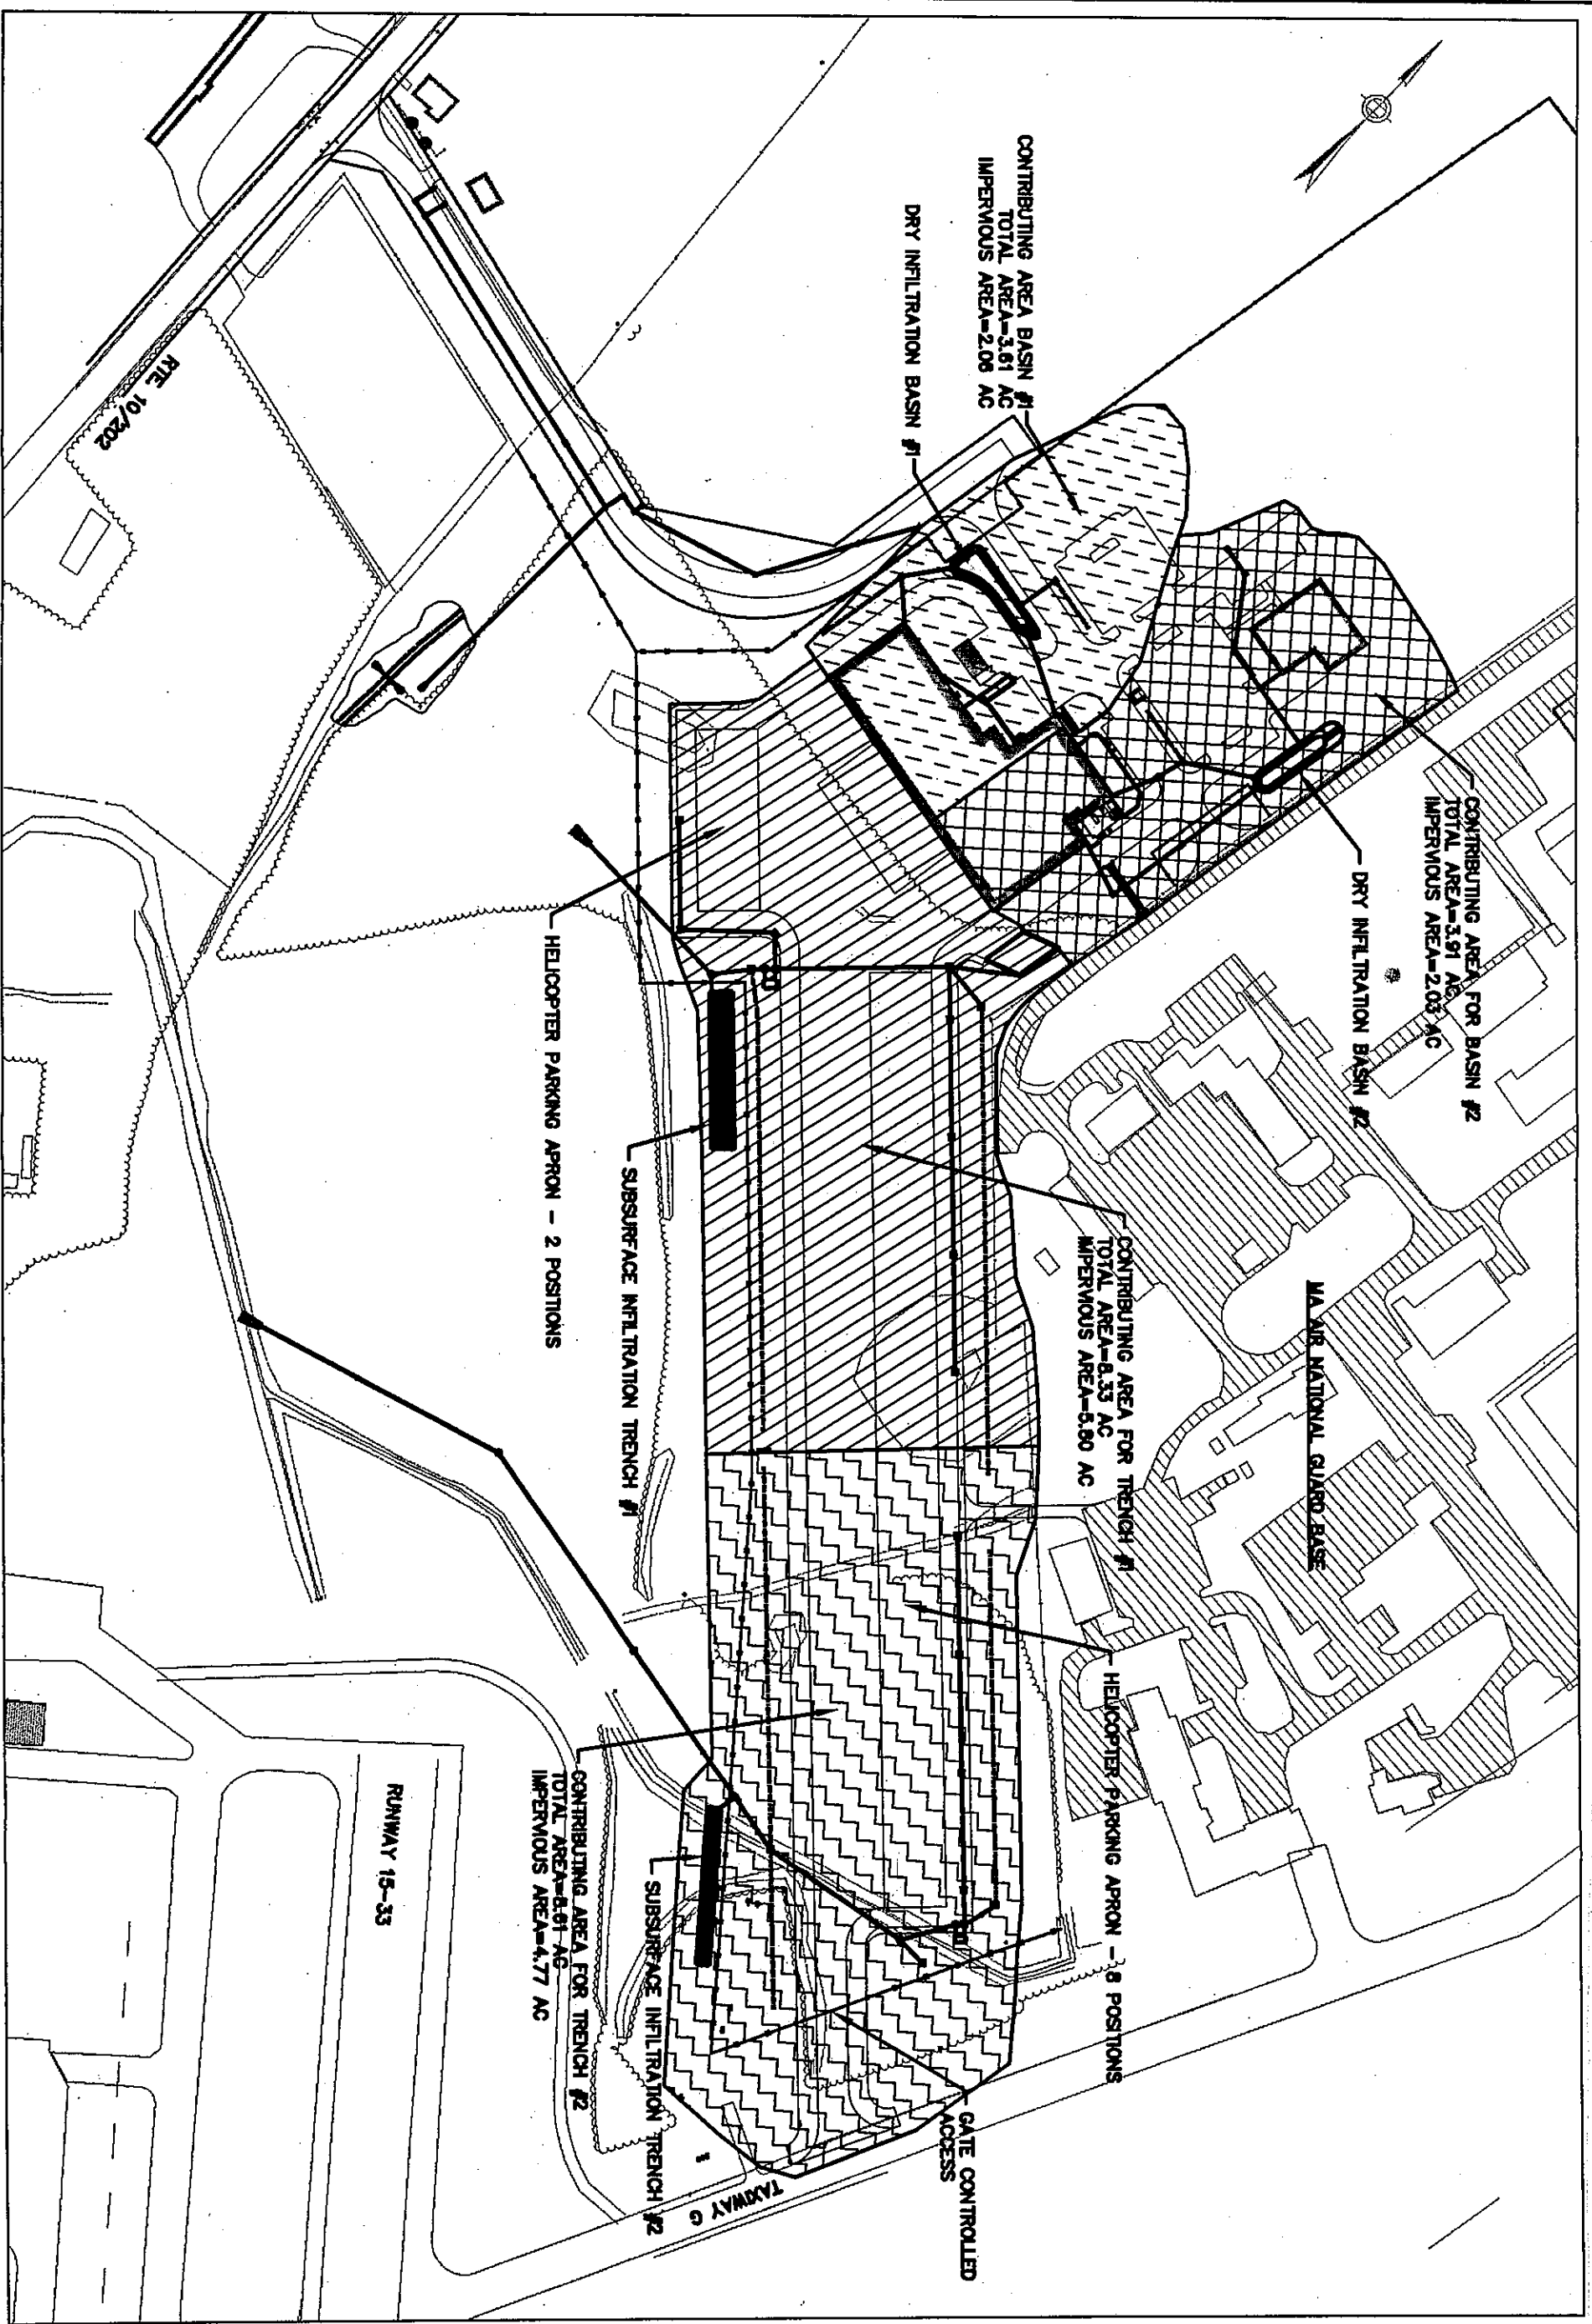 CONTRIBUTING AREA BASIN #1
TOTAL AREA=3.61 AC
IMPERVIOUS AREA=2.06 AC
DRY INFILTRATION BASIN #1
CONTRIBUTING AREA FOR BASIN #2
TOTAL AREA=3.91 AC
IMPERVIOUS AREA=2.03 AC
DRY INFILTRATION BASIN #2
RTE. 10/202
HELICOPTER PARKING APRON - 2 POSITIONS
SUBSURFACE INFILTRATION TRENCH #1
CONTRIBUTING AREA FOR TRENCH #1
TOTAL AREA=8.33 AC
IMPERVIOUS AREA=5.80 AC
MA AIR NATIONAL GUARD BASE
HELICOPTER PARKING APRON - 8 POSITIONS
CONTRIBUTING AREA FOR TRENCH #2
TOTAL AREA=8.61 AC
IMPERVIOUS AREA=4.77 AC
SUBSURFACE INFILTRATION TRENCH #2
GATE CONTROLLED
ACCESS
RUNWAY 15-33
TAXIWAY G